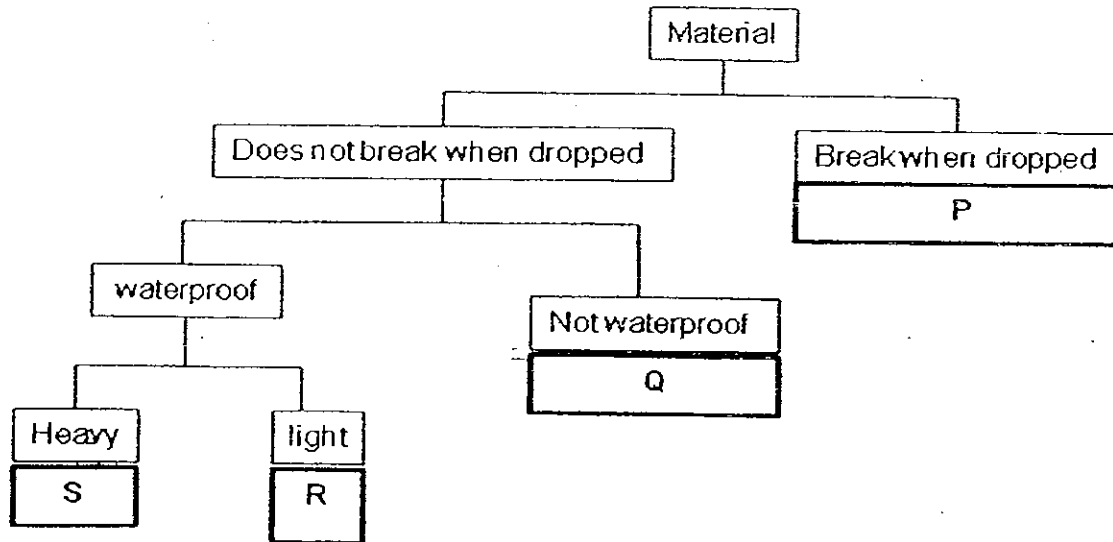 Material
Does not break when dropped
Break when dropped
P
waterproof
Not waterproof
Q
Heavy
light
S
R